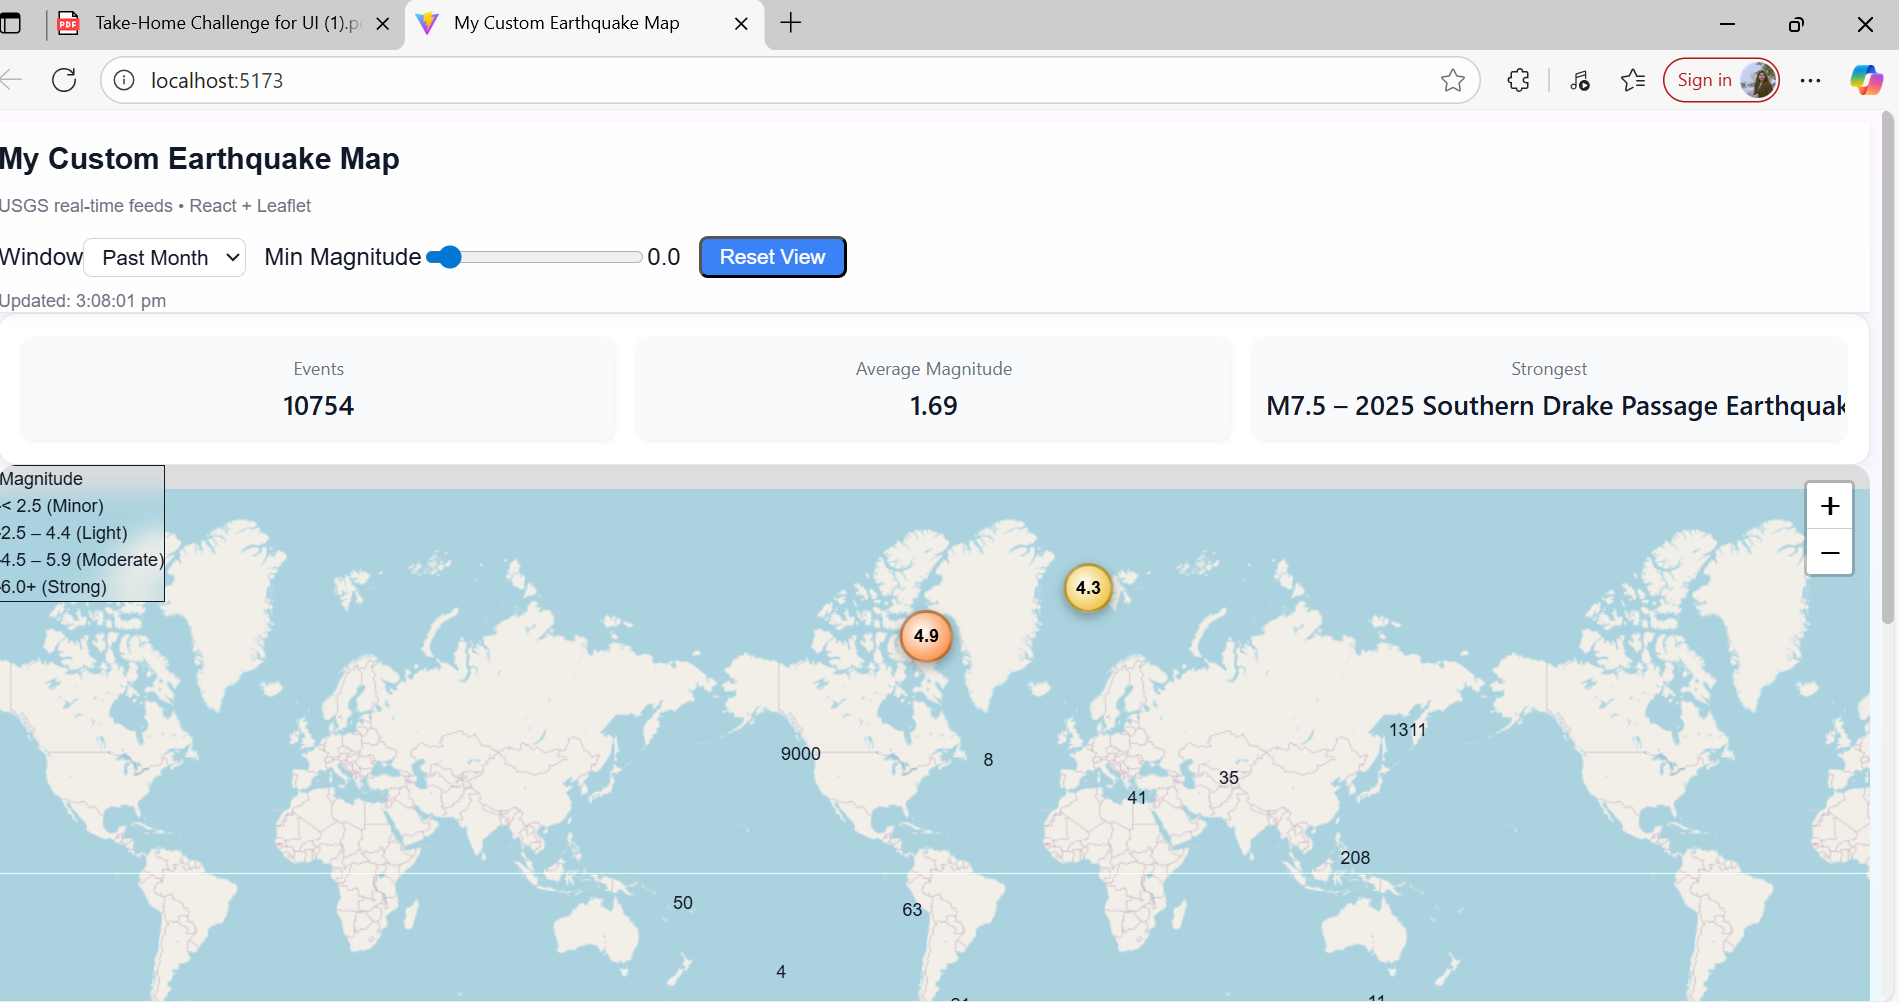 Take-Home Challenge for UI (1).p
My Custom Earthquake Map
localhost:5173
Sign in
My Custom Earthquake Map
USGS real-time feeds • React + Leaflet
Window Past Month Min Magnitude 0.0 Reset View
Updated: 3:08:01 pm
Events
10754
Average Magnitude
1.69
Strongest
M7.5 – 2025 Southern Drake Passage Earthquak
Magnitude
< 2.5 (Minor)
2.5 – 4.4 (Light)
4.5 – 5.9 (Moderate)
6.0+ (Strong)
+
−
4.3
4.9
1311
9000
8
35
41
208
50
63
4